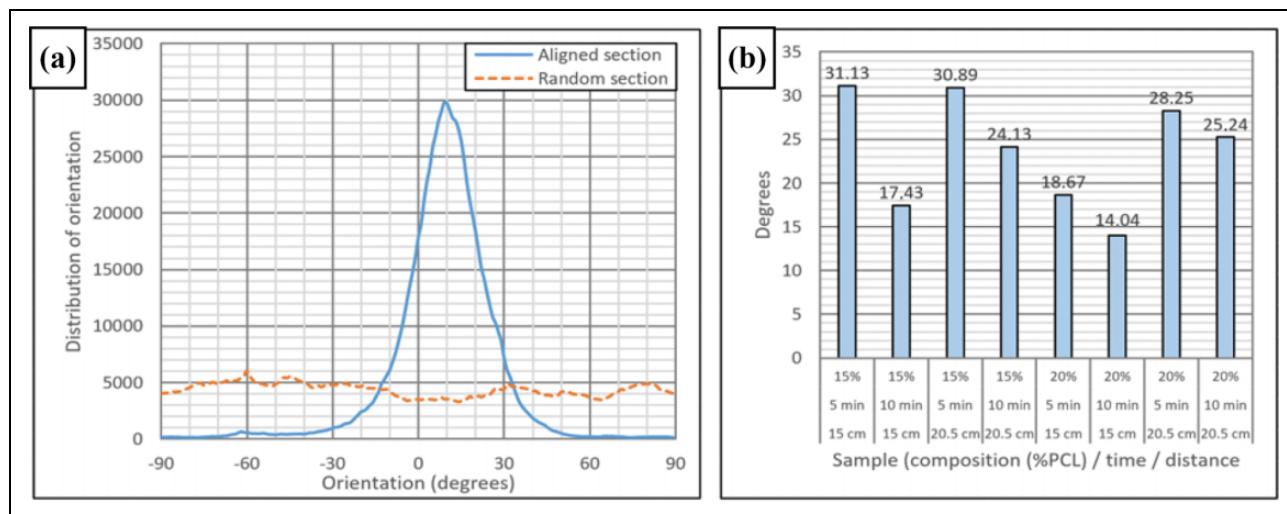 (a)
35000
30000
25000
20000
15000
10000
5000
0
Distribution of orientation
Aligned section
Random section
-90 -60 -30 0 30 60 90
Orientation (degrees)
(b)
35
30
25
20
15
10
5
0
Degrees
31.13
17.43
30.89
24.13
18.67
14.04
28.25
25.24
15% 15% 15% 15% 20% 20% 20% 20%
5 min 10 min 5 min 10 min 5 min 10 min 5 min 10 min
15 cm 15 cm 20.5 cm 20.5 cm 15 cm 15 cm 20.5 cm 20.5 cm
Sample (composition (%PCL) / time / distance